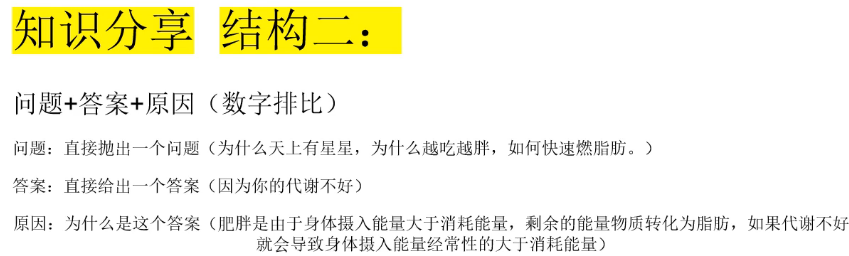 知识分享 结构二：
问题+答案+原因（数字排比）
问题：直接抛出一个问题（为什么天上有星星，为什么越吃越胖，如何快速燃脂肪。）
答案：直接给出一个答案（因为你的代谢不好）
原因：为什么是这个答案（肥胖是由于身体摄入能量大于消耗能量，剩余的能量物质转化为脂肪，如果代谢不好
就会导致身体摄入能量经常性的大于消耗能量）